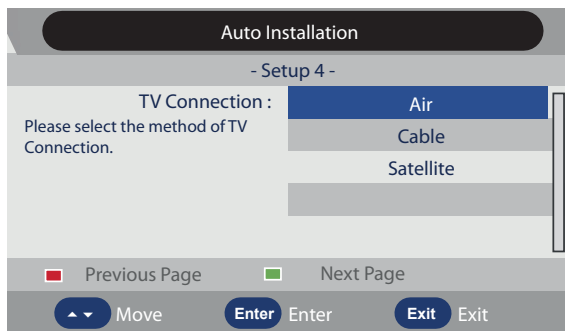 Auto Installation
- Setup 4 -
TV Connection :
Please select the method of TV
Connection.
Air
Cable
Satellite
Previous Page Next Page
Move Enter Enter Exit Exit